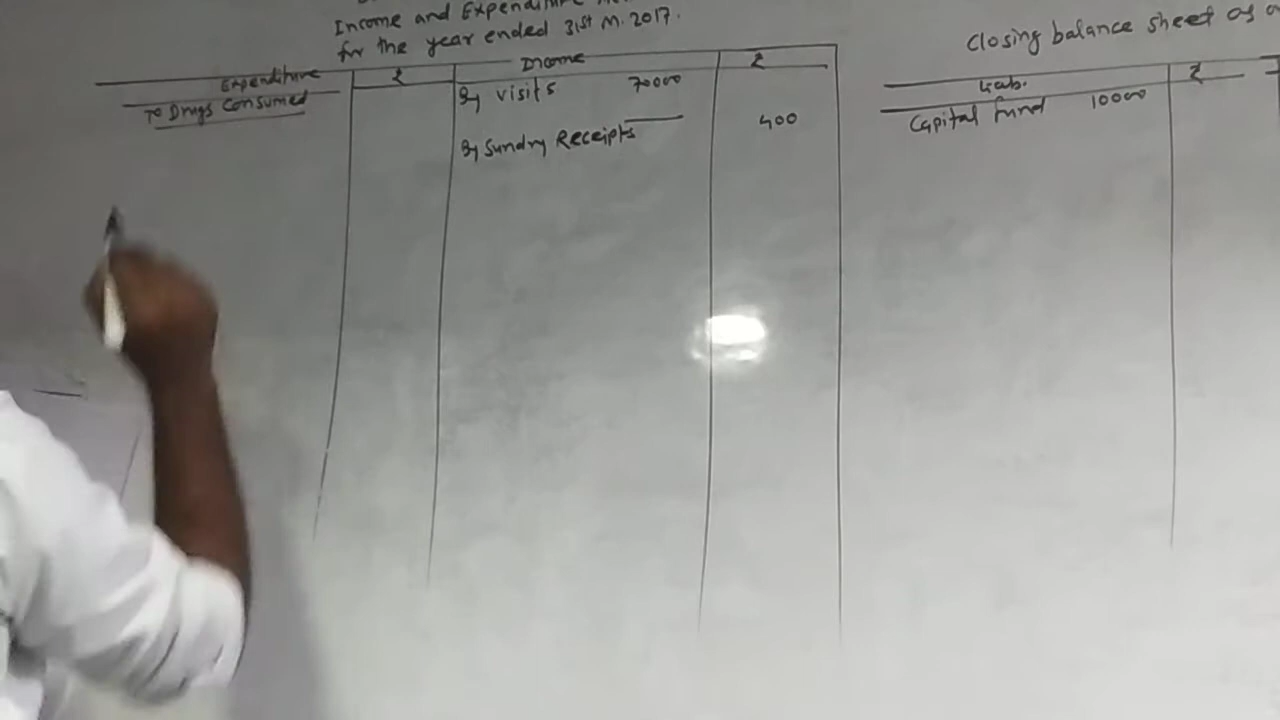 Income and Expenditure
for the year ended 31st M. 2017.
Expenditure ₹ Income ₹
To Drugs Consumed
By visits 70000
By Sundry Receipts 400
Closing balance sheet as
Liab. ₹
Capital fund 10000